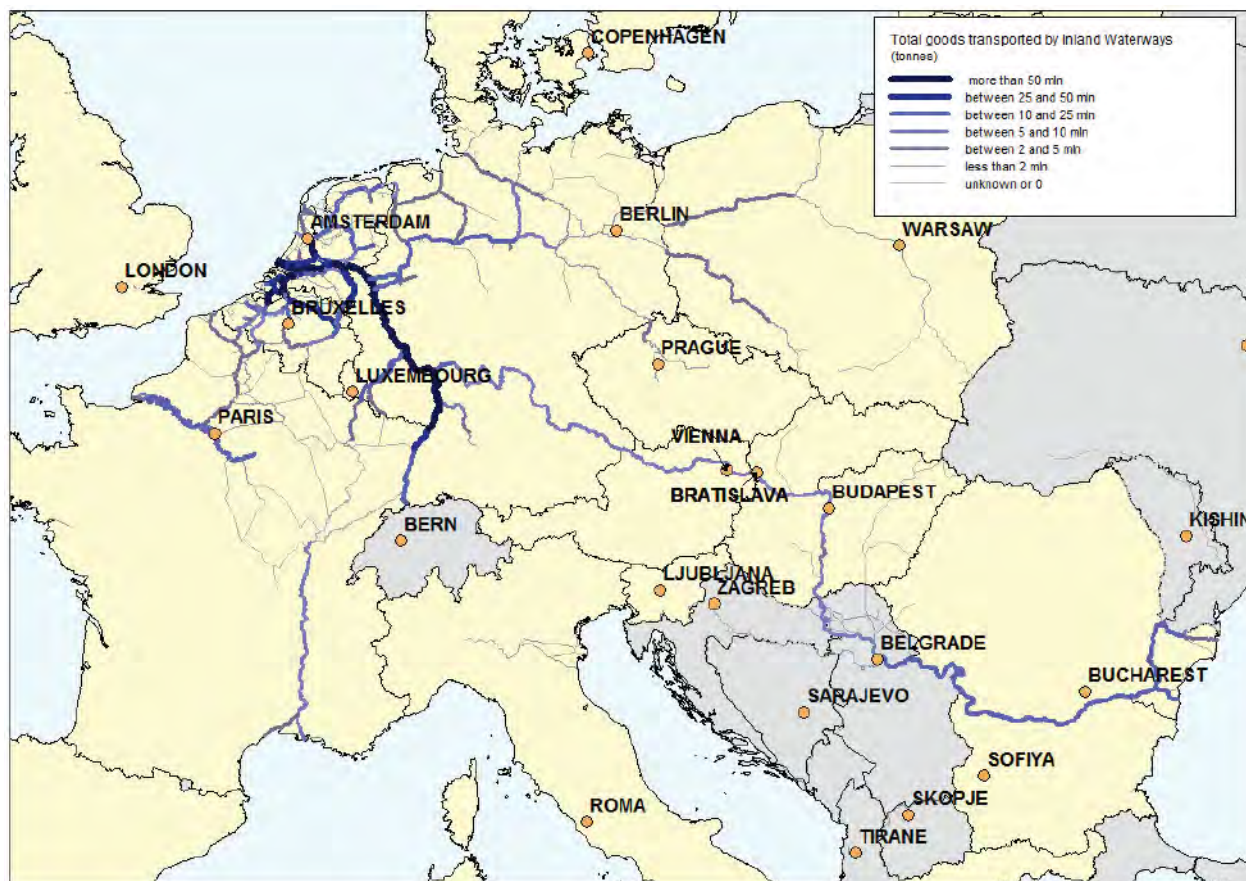 COPENHAGEN
Total goods transported by Inland Waterways
(tonnes)
more than 50 mln
between 25 and 50 mln
between 10 and 25 mln
between 5 and 10 mln
between 2 and 5 mln
less than 2 mln
unknown or 0
AMSTERDAM
BERLIN
WARSAW
LONDON
BRUXELLES
PRAGUE
LUXEMBOURG
PARIS
VIENNA
BRATISLAVA
BUDAPEST
BERN
KISHIN
LJUBLJANA
ZAGREB
BELGRADE
BUCHAREST
SARAJEVO
SOFIYA
SKOPJE
ROMA
TIRANE